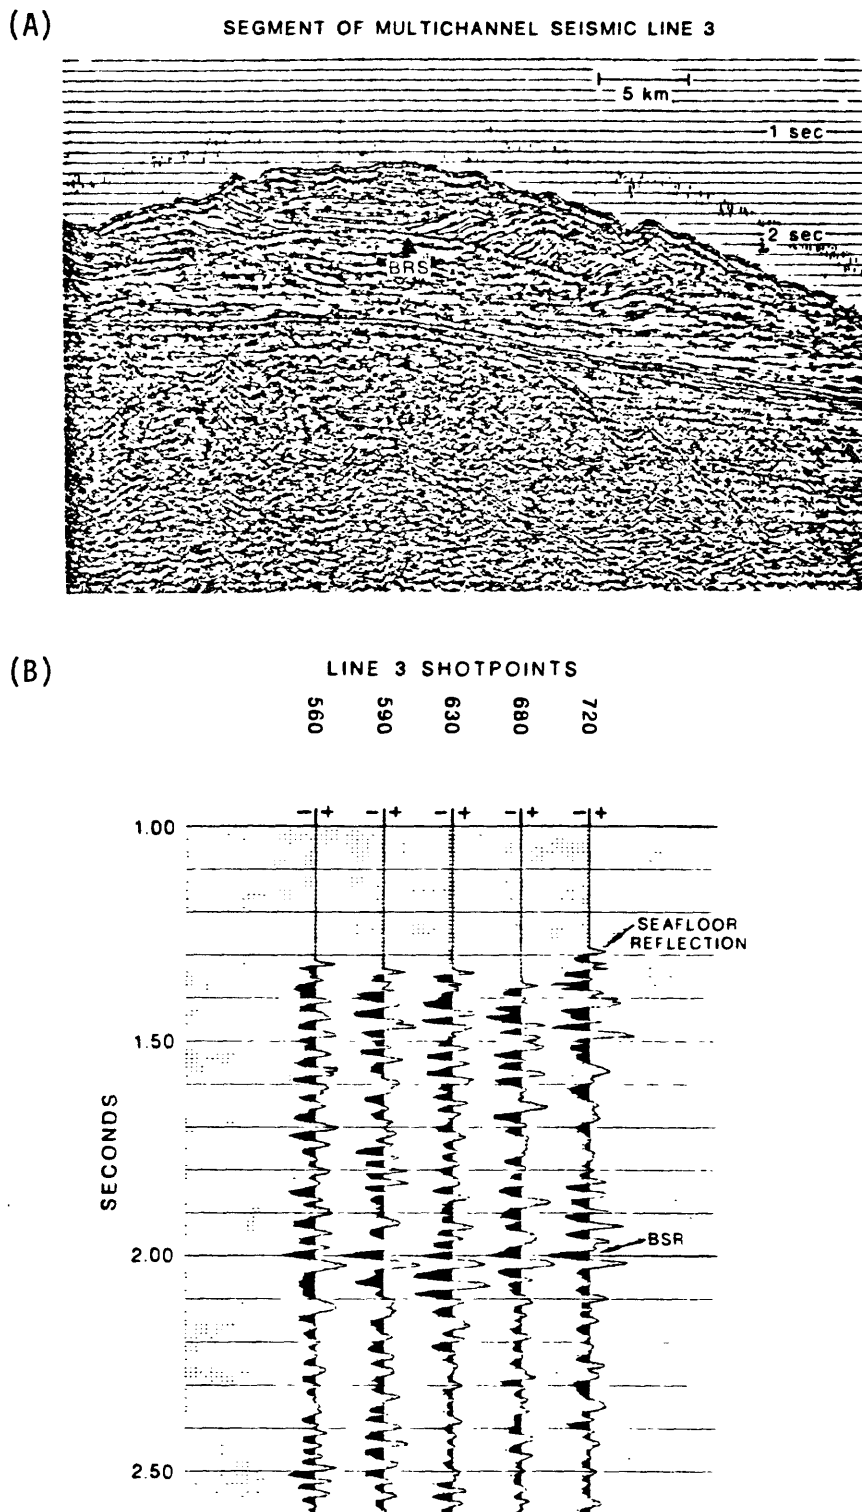 (A)
SEGMENT OF MULTICHANNEL SEISMIC LINE 3
5 km
1 sec
2 sec
BRS
(B)
LINE 3 SHOTPOINTS
560 590 630 680 720
- + - + - + - + - +
1.00
SEAFLOOR
REFLECTION
1.50
SECONDS
2.00
BSR
2.50